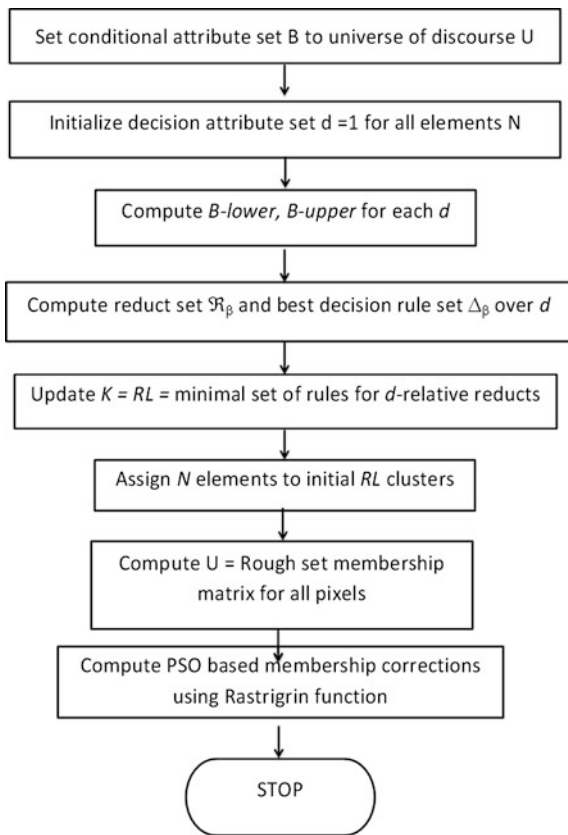 Set conditional attribute set B to universe of discourse U
Initialize decision attribute set d =1 for all elements N
Compute B-lower, B-upper for each d
Compute reduct set ℜβ and best decision rule set Δβ over d
Update K = RL = minimal set of rules for d-relative reducts
Assign N elements to initial RL clusters
Compute U = Rough set membership
matrix for all pixels
Compute PSO based membership corrections
using Rastrigrin function
STOP